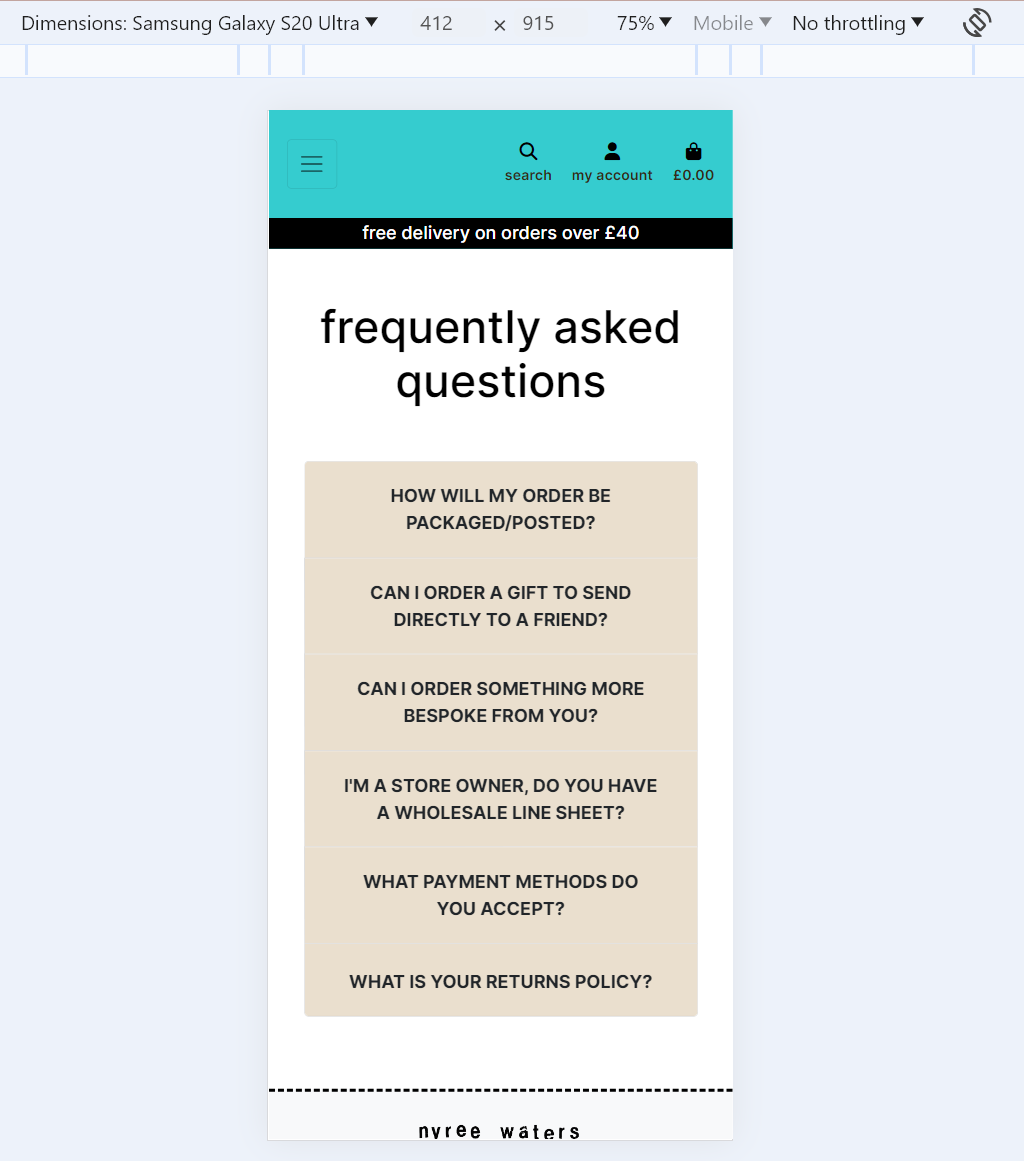 Dimensions: Samsung Galaxy S20 Ultra 412 × 915 75% Mobile No throttling
search my account £0.00
free delivery on orders over £40
frequently asked
questions
HOW WILL MY ORDER BE
PACKAGED/POSTED?
CAN I ORDER A GIFT TO SEND
DIRECTLY TO A FRIEND?
CAN I ORDER SOMETHING MORE
BESPOKE FROM YOU?
I'M A STORE OWNER, DO YOU HAVE
A WHOLESALE LINE SHEET?
WHAT PAYMENT METHODS DO
YOU ACCEPT?
WHAT IS YOUR RETURNS POLICY?
nyree waters